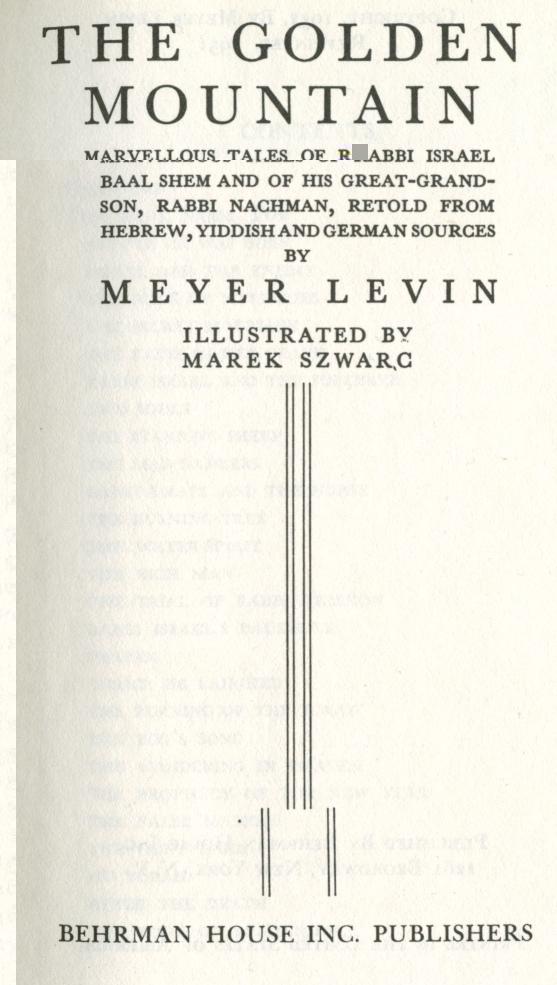 THE GOLDEN
MOUNTAIN
MARVELLOUS TALES OF RABBI ISRAEL
BAAL SHEM AND OF HIS GREAT-GRAND-
SON, RABBI NACHMAN, RETOLD FROM
HEBREW, YIDDISH AND GERMAN SOURCES
BY
MEYER LEVIN
ILLUSTRATED BY
MAREK SZWARC
BEHRMAN HOUSE INC. PUBLISHERS